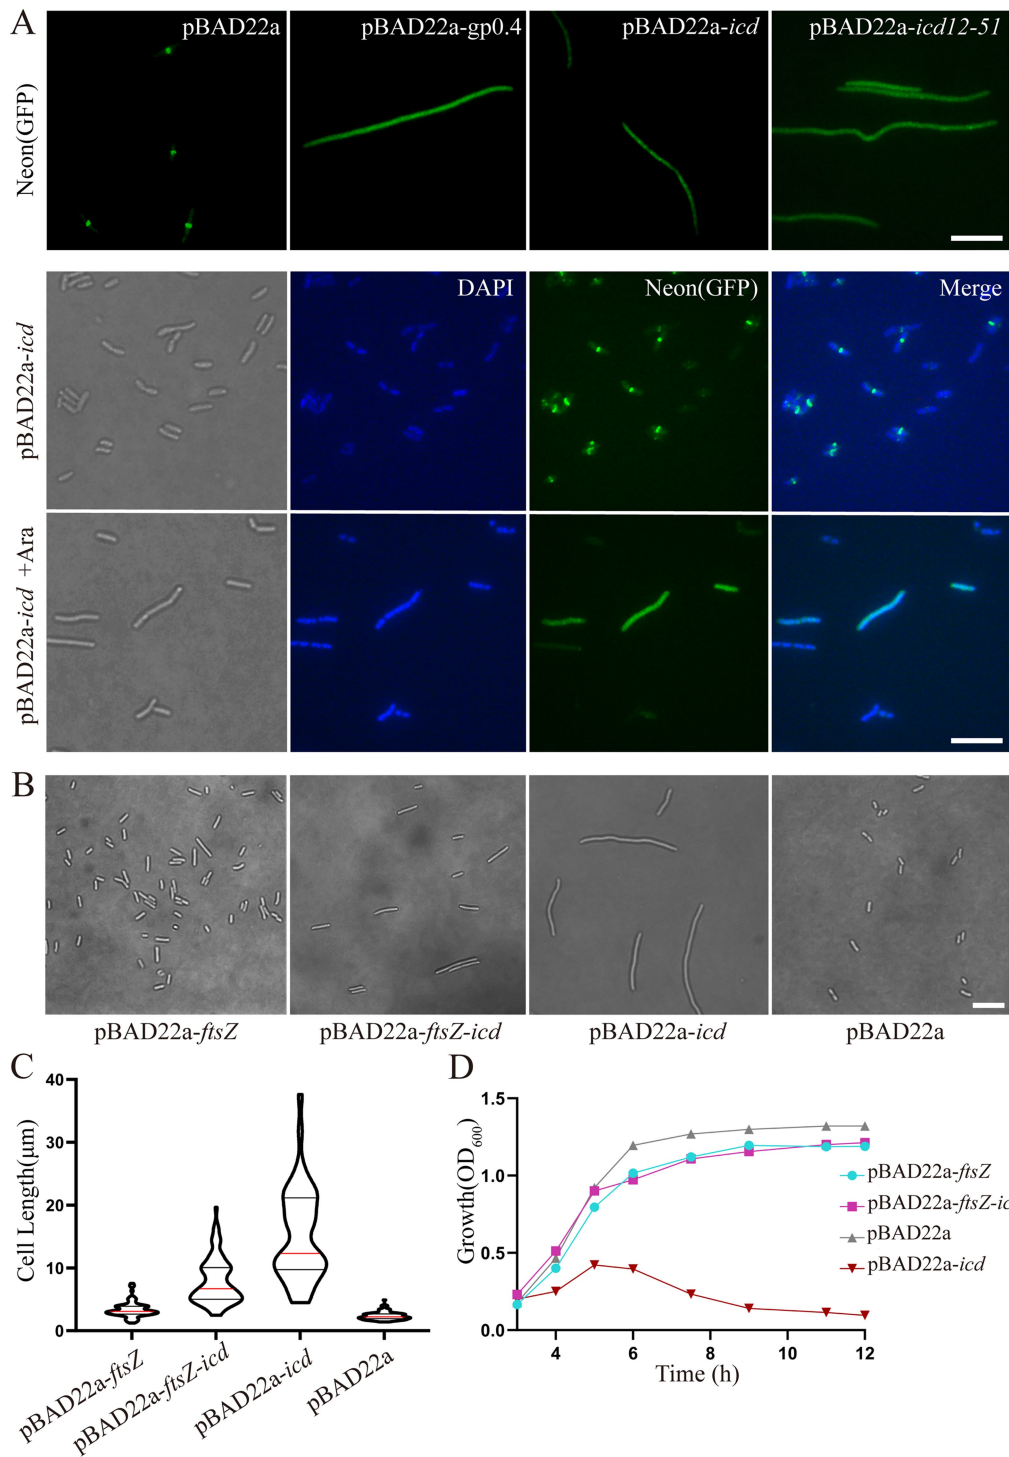 A
pBAD22a
pBAD22a-gp0.4
pBAD22a-icd
pBAD22a-icd12-51
Neon(GFP)
DAPI
Neon(GFP)
Merge
pBAD22a-icd
pBAD22a-icd +Ara
B
pBAD22a-ftsZ
pBAD22a-ftsZ-icd
pBAD22a-icd
pBAD22a
C
Cell Length(μm)
40
30
20
10
0
pBAD22a-ftsZ
pBAD22a-ftsZ-icd
pBAD22a-icd
pBAD22a
D
Growth(OD600)
1.5
1.0
0.5
0.0
4
6
8
10
12
Time (h)
pBAD22a-ftsZ
pBAD22a-ftsZ-ic
pBAD22a
pBAD22a-icd